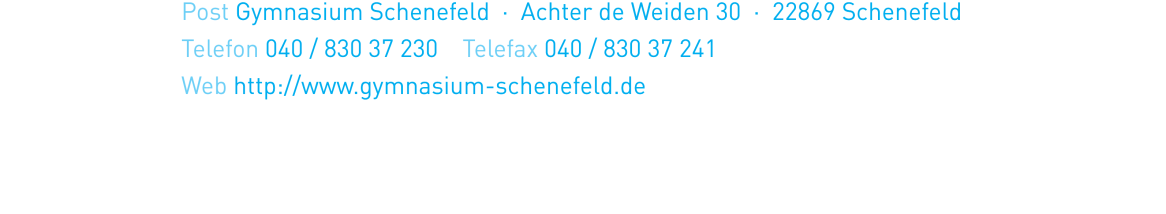 Post Gymnasium Schenefeld · Achter de Weiden 30 · 22869 Schenefeld
Telefon 040 / 830 37 230 Telefax 040 / 830 37 241
Web http://www.gymnasium-schenefeld.de